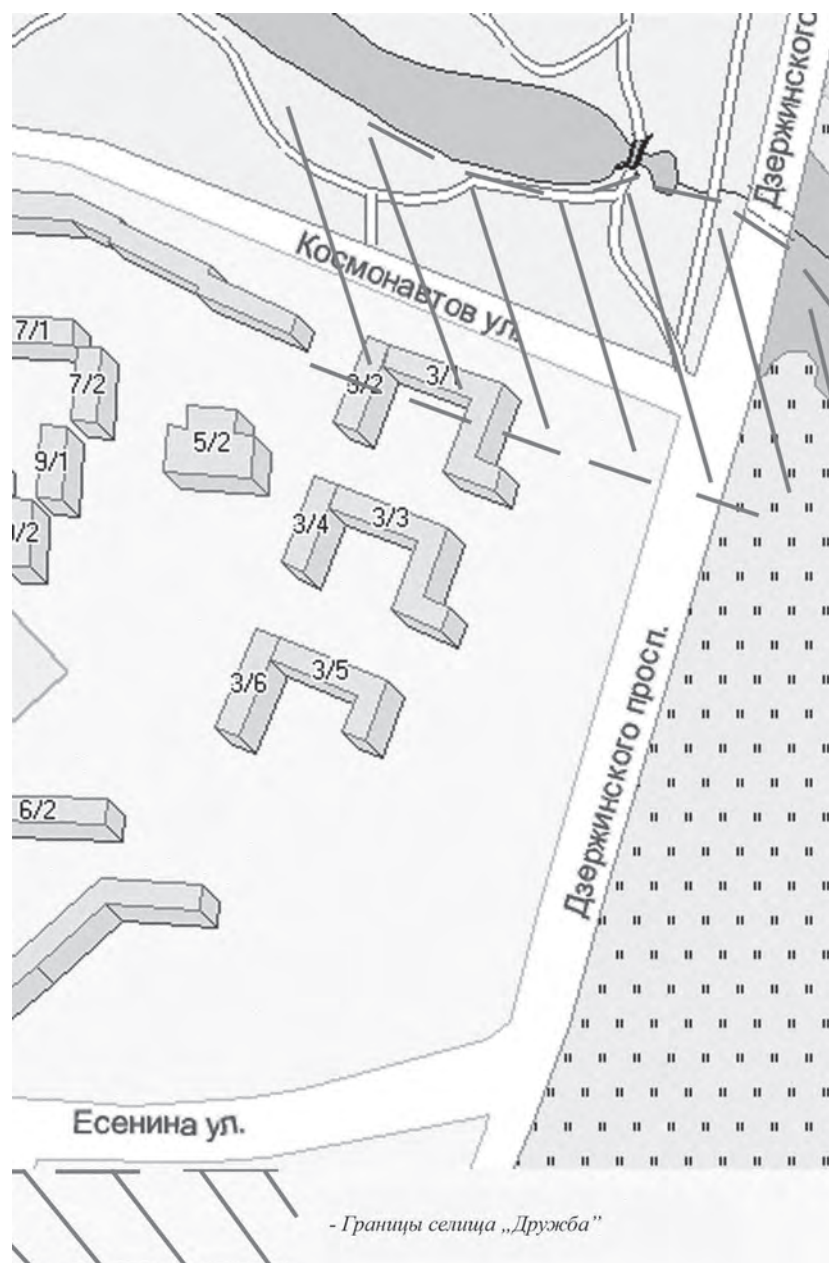 Дзержинского
Космонавтов ул.
7/1
7/2
3/2
3/1
9/1
5/2
/2
3/4
3/3
3/6
3/5
Дзержинского просп.
6/2
Есенина ул.
- Границы селища „Дружба”